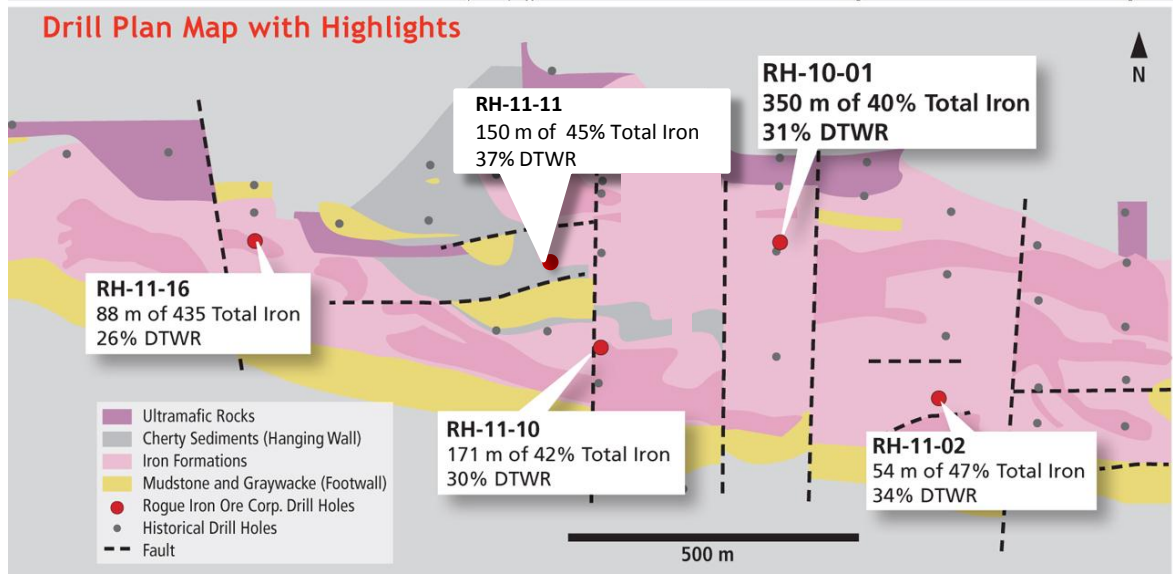 Drill Plan Map with Highlights
N
RH-10-01
350 m of 40% Total Iron
31% DTWR
RH-11-11
150 m of 45% Total Iron
37% DTWR
RH-11-16
88 m of 435 Total Iron
26% DTWR
RH-11-10
171 m of 42% Total Iron
30% DTWR
RH-11-02
54 m of 47% Total Iron
34% DTWR
Ultramafic Rocks
Cherty Sediments (Hanging Wall)
Iron Formations
Mudstone and Graywacke (Footwall)
Rogue Iron Ore Corp. Drill Holes
Historical Drill Holes
Fault
500 m